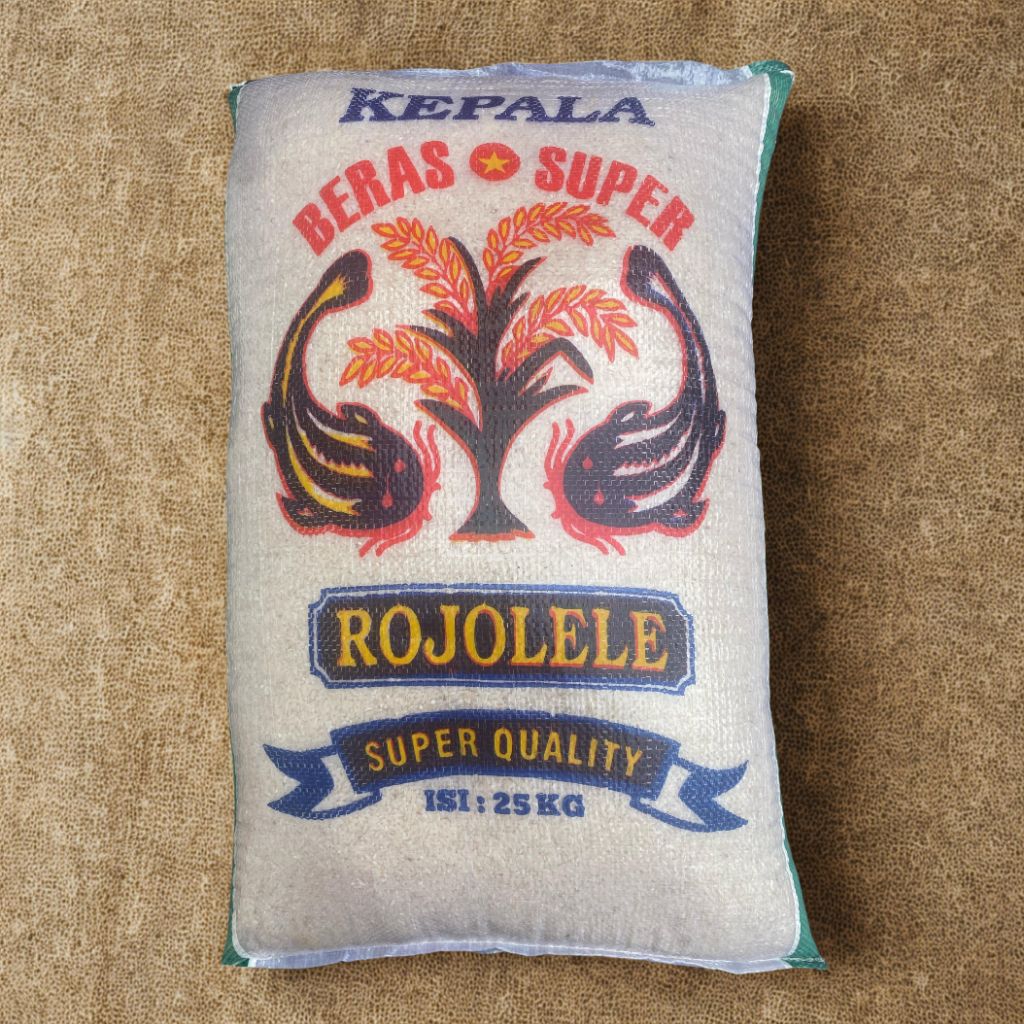 KEPALA
BERAS SUPER
ROJOLELE
SUPER QUALITY
ISI : 25 KG